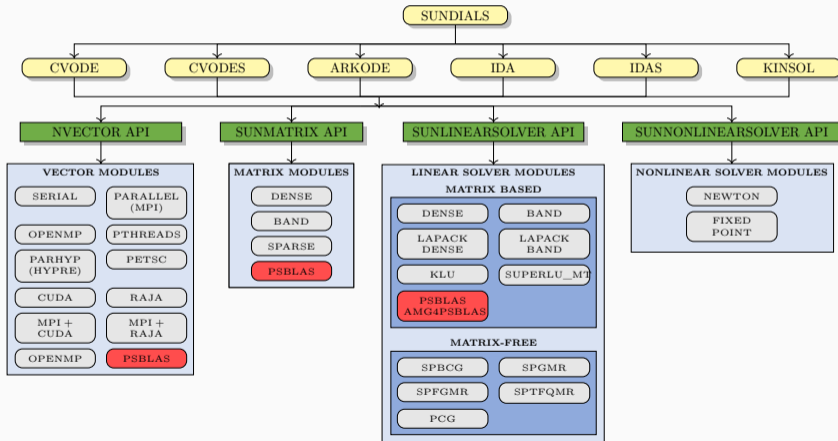 SUNDIALS
CVODE
CVODES
ARKODE
IDA
IDAS
KINSOL
NVECTOR API
SUNMATRIX API
SUNLINEARSOLVER API
SUNNONLINEARSOLVER API
VECTOR MODULES
SERIAL
PARALLEL
(MPI)
OPENMP
PTHREADS
PARHYP
(HYPRE)
PETSC
CUDA
RAJA
MPI +
CUDA
MPI +
RAJA
OPENMP
PSBLAS
MATRIX MODULES
DENSE
BAND
SPARSE
PSBLAS
LINEAR SOLVER MODULES
MATRIX BASED
DENSE
BAND
LAPACK
DENSE
LAPACK
BAND
KLU
SUPERLU_MT
PSBLAS
AMG4PSBLAS
MATRIX-FREE
SPBCG
SPGMR
SPFGMR
SPTFQMR
PCG
NONLINEAR SOLVER MODULES
NEWTON
FIXED
POINT